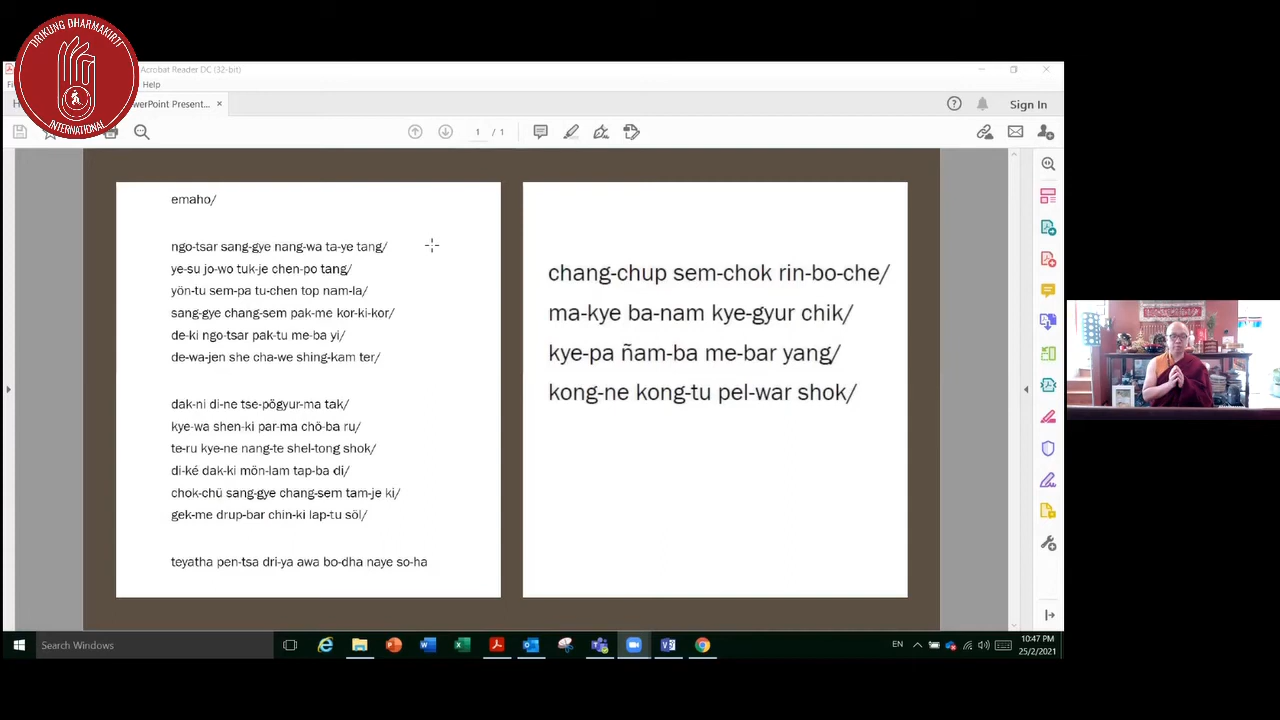 DRIKUNG DHARMAKIRTI
INTERNATIONAL
Acrobat Reader DC (32-bit)
Help
werPoint Present...
1 / 1
Sign In
emaho/
ngo-tsar sang-gye nang-wa ta-ye tang/
ye-su jo-wo tuk-je chen-po tang/
yön-tu sem-pa tu-chen top nam-la/
sang-gye chang-sem pak-me kor-ki-kor/
de-ki ngo-tsar pak-tu me-ba yi/
de-wa-jen she cha-we shing-kam ter/
dak-ni di-ne tse-pögyur-ma tak/
kye-wa shen-ki par-ma chö-ba ru/
te-ru kye-ne nang-te shel-tong shok/
di-ké dak-ki mön-lam tap-ba di/
chok-chü sang-gye chang-sem tam-je ki/
gek-me drup-bar chin-ki lap-tu söl/
teyatha pen-tsa dri-ya awa bo-dha naye so-ha
chang-chup sem-chok rin-bo-che/
ma-kye ba-nam kye-gyur chik/
kye-pa ñam-ba me-bar yang/
kong-ne kong-tu pel-war shok/
Search Windows
EN
10:47 PM
25/2/2021